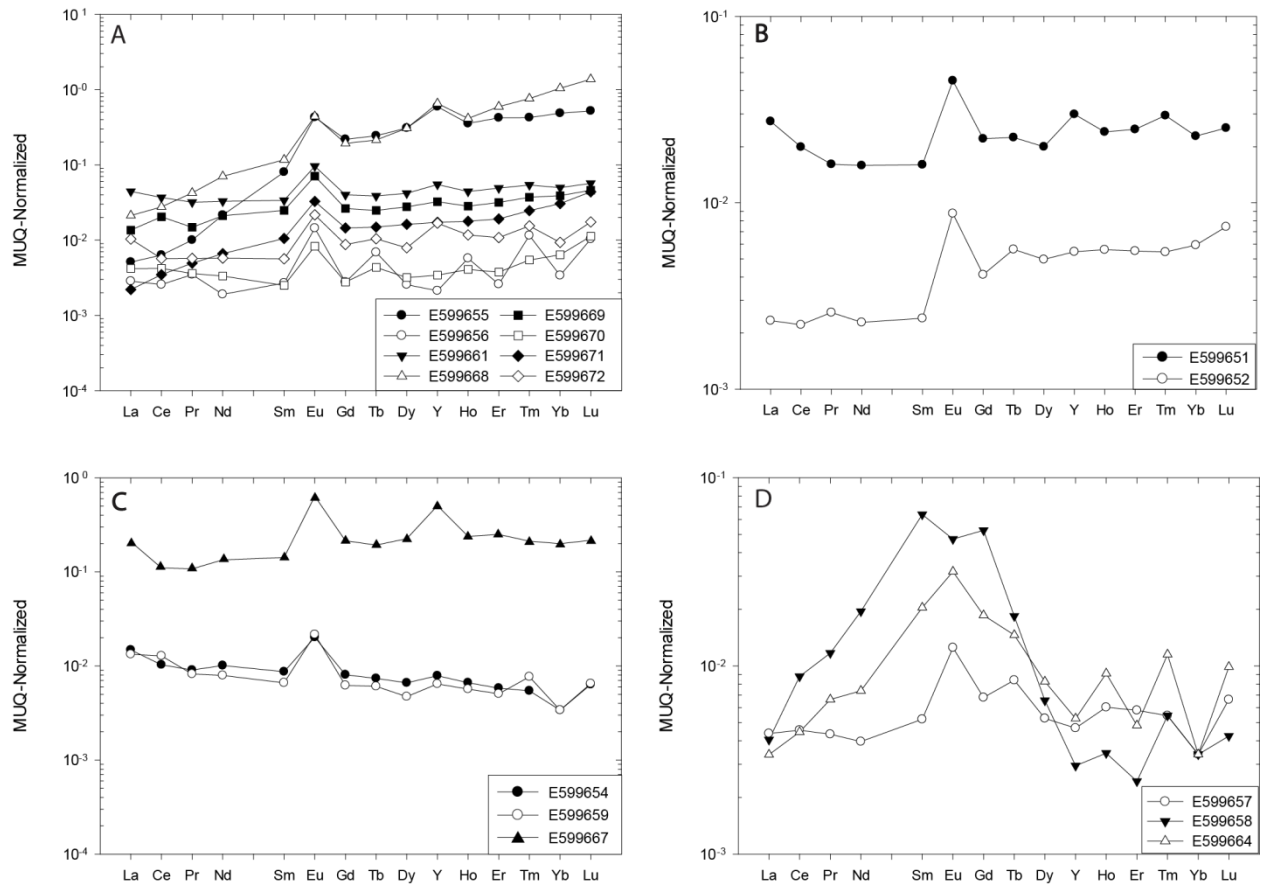 A
MUQ-Normalized
10^1
10^-0
10^-1
10^-2
10^-3
10^-4
E599655 E599669
E599656 E599670
E599661 E599671
E599668 E599672
La Ce Pr Nd Sm Eu Gd Tb Dy Y Ho Er Tm Yb Lu
B
MUQ-Normalized
10^-1
10^-2
10^-3
E599651
E599652
La Ce Pr Nd Sm Eu Gd Tb Dy Y Ho Er Tm Yb Lu
C
MUQ-Normalized
10^0
10^-1
10^-2
10^-3
10^-4
E599654
E599659
E599667
La Ce Pr Nd Sm Eu Gd Tb Dy Y Ho Er Tm Yb Lu
D
MUQ-Normalized
10^-1
10^-2
10^-3
E599657
E599658
E599664
La Ce Pr Nd Sm Eu Gd Tb Dy Y Ho Er Tm Yb Lu